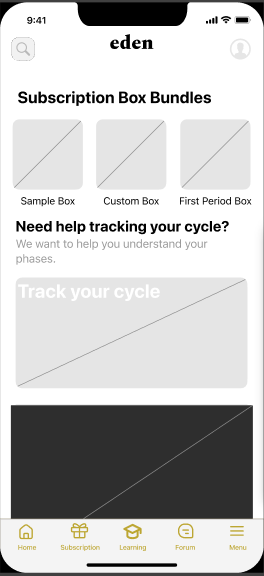 9:41
eden
Subscription Box Bundles
Sample Box
Custom Box
First Period Box
Need help tracking your cycle?
We want to help you understand your
phases.
Track your cycle
Home
Subscription
Learning
Forum
Menu